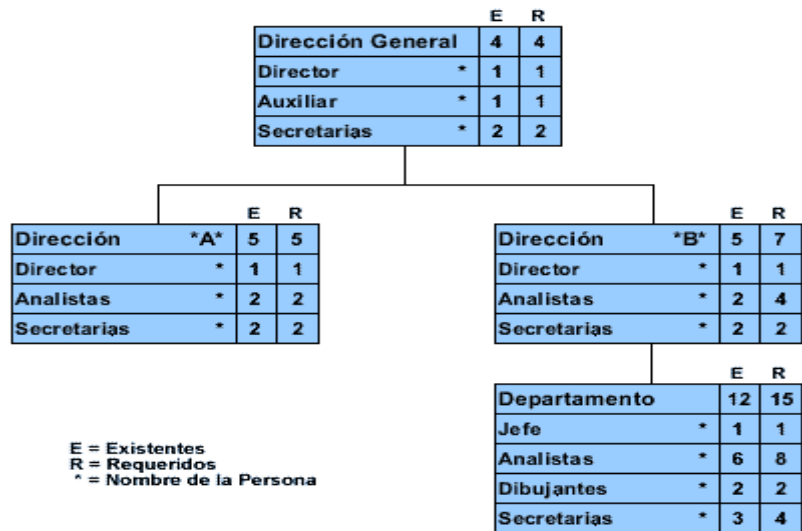 E R
Dirección General 4 4
Director * 1 1
Auxiliar * 1 1
Secretarias * 2 2
E R
Dirección *A* 5 5
Director * 1 1
Analistas * 2 2
Secretarias * 2 2
E R
Dirección *B* 5 7
Director * 1 1
Analistas * 2 4
Secretarias * 2 2
E R
Departamento 12 15
Jefe * 1 1
Analistas * 6 8
Dibujantes * 2 2
Secretarias * 3 4
E = Existentes
R = Requeridos
* = Nombre de la Persona